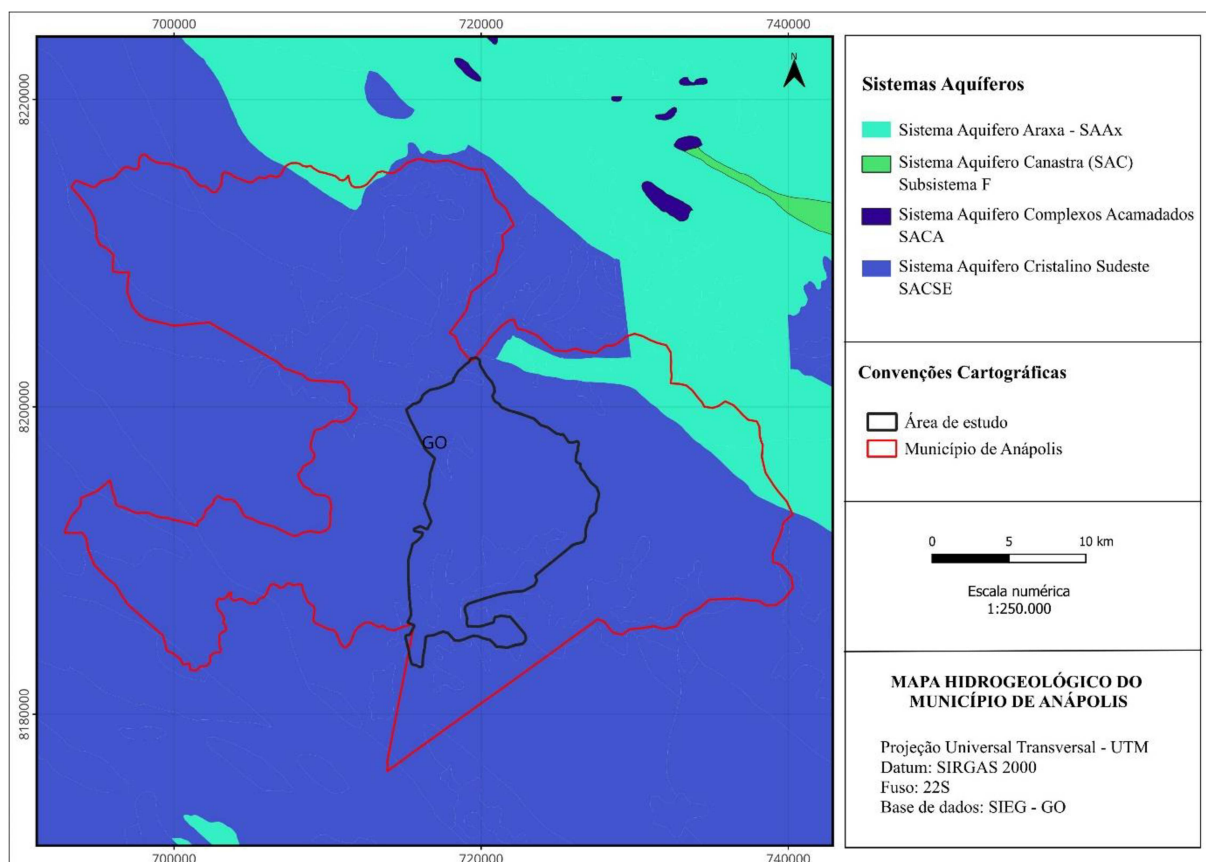 700000
720000
740000
8220000
8200000
8180000
N
GO
700000
720000
740000
Sistemas Aquíferos
Sistema Aquifero Araxa - SAAx
Sistema Aquifero Canastra (SAC)
Subsistema F
Sistema Aquifero Complexos Acamadados
SACA
Sistema Aquifero Cristalino Sudeste
SACSE
Convenções Cartográficas
Área de estudo
Município de Anápolis
0 5 10 km
Escala numérica
1:250.000
MAPA HIDROGEOLÓGICO DO
MUNICÍPIO DE ANÁPOLIS
Projeção Universal Transversal - UTM
Datum: SIRGAS 2000
Fuso: 22S
Base de dados: SIEG - GO